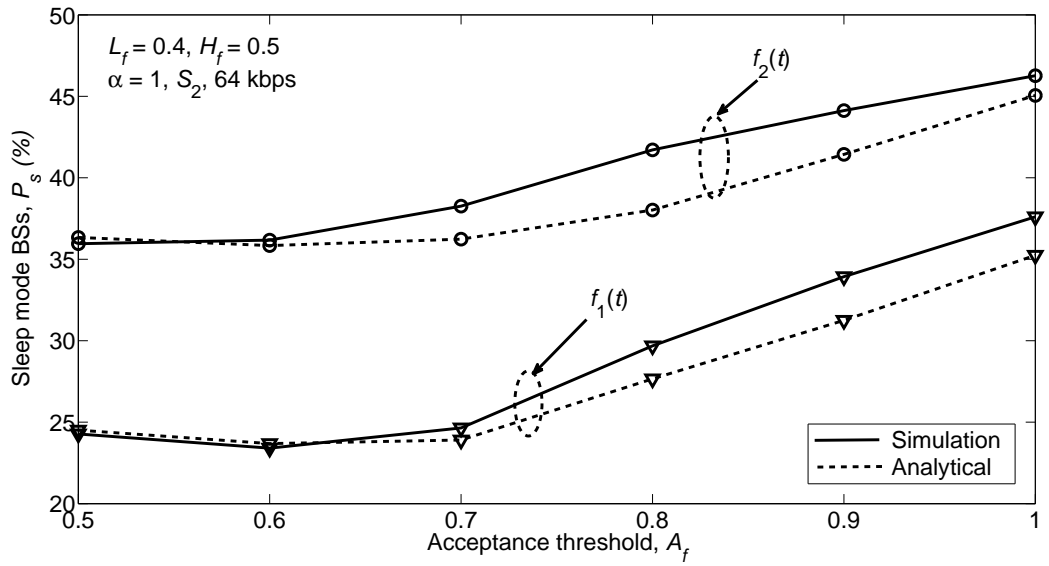 50
45
40
35
30
25
20
Sleep mode BSs, P_s (%)
L_f = 0.4, H_f = 0.5
α = 1, S_2, 64 kbps
f_2(t)
f_1(t)
Simulation
Analytical
0.5 0.6 0.7 0.8 0.9 1
Acceptance threshold, A_f